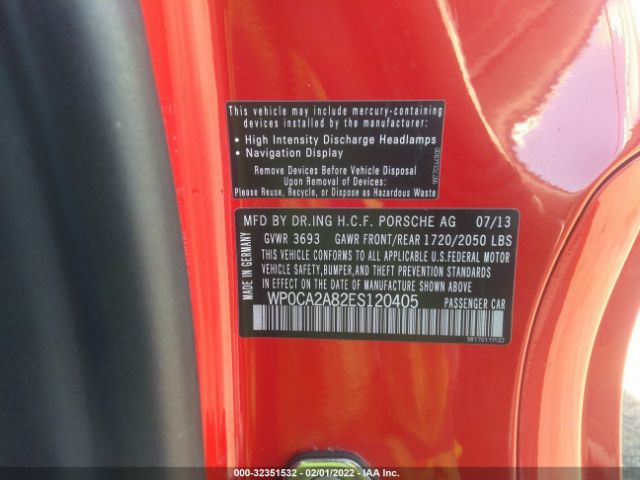 This vehicle may include mercury-containing
devices installed by the manufacturer:
• High Intensity Discharge Headlamps
• Navigation Display
Remove Devices Before Vehicle Disposal
Upon Removal of Devices:
Please Reuse, Recycle, or Dispose as Hazardous Waste
MFD BY DR.ING H.C.F. PORSCHE AG 07/13
GVWR 3693 GAWR FRONT/REAR 1720/2050 LBS
THIS VEHICLE CONFORMS TO ALL APPLICABLE U.S.FEDERAL MOTOR
VEHICLE SAFETY,BUMPER,AND THEFT PREVENTION STANDARDS
IN EFFECT ON THE DATE OF MANUFACTURE SHOWN ABOVE.
WP0CA2A82ES120405 PASSENGER CAR
MADE IN GERMANY
000-32351532 - 02/01/2022 - IAA Inc.